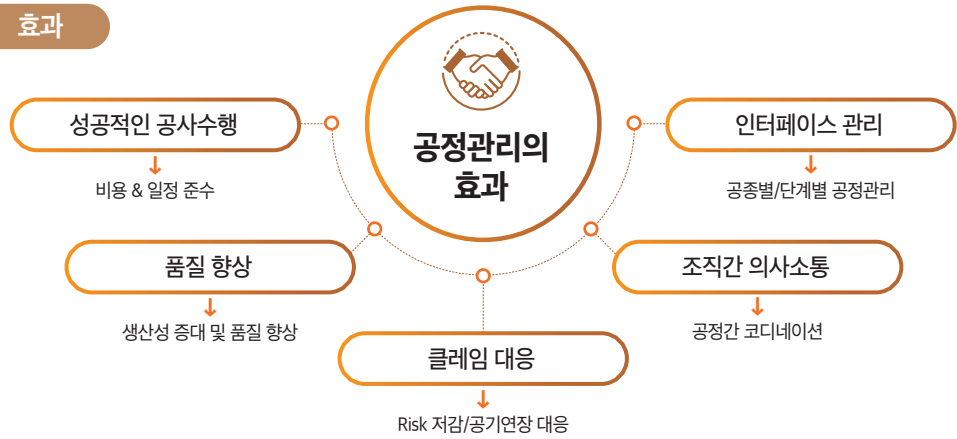 효과
공정관리의
효과
성공적인 공사수행
비용 & 일정 준수
품질 향상
생산성 증대 및 품질 향상
클레임 대응
Risk 저감/공기연장 대응
조직간 의사소통
공정간 코디네이션
인터페이스 관리
공종별/단계별 공정관리